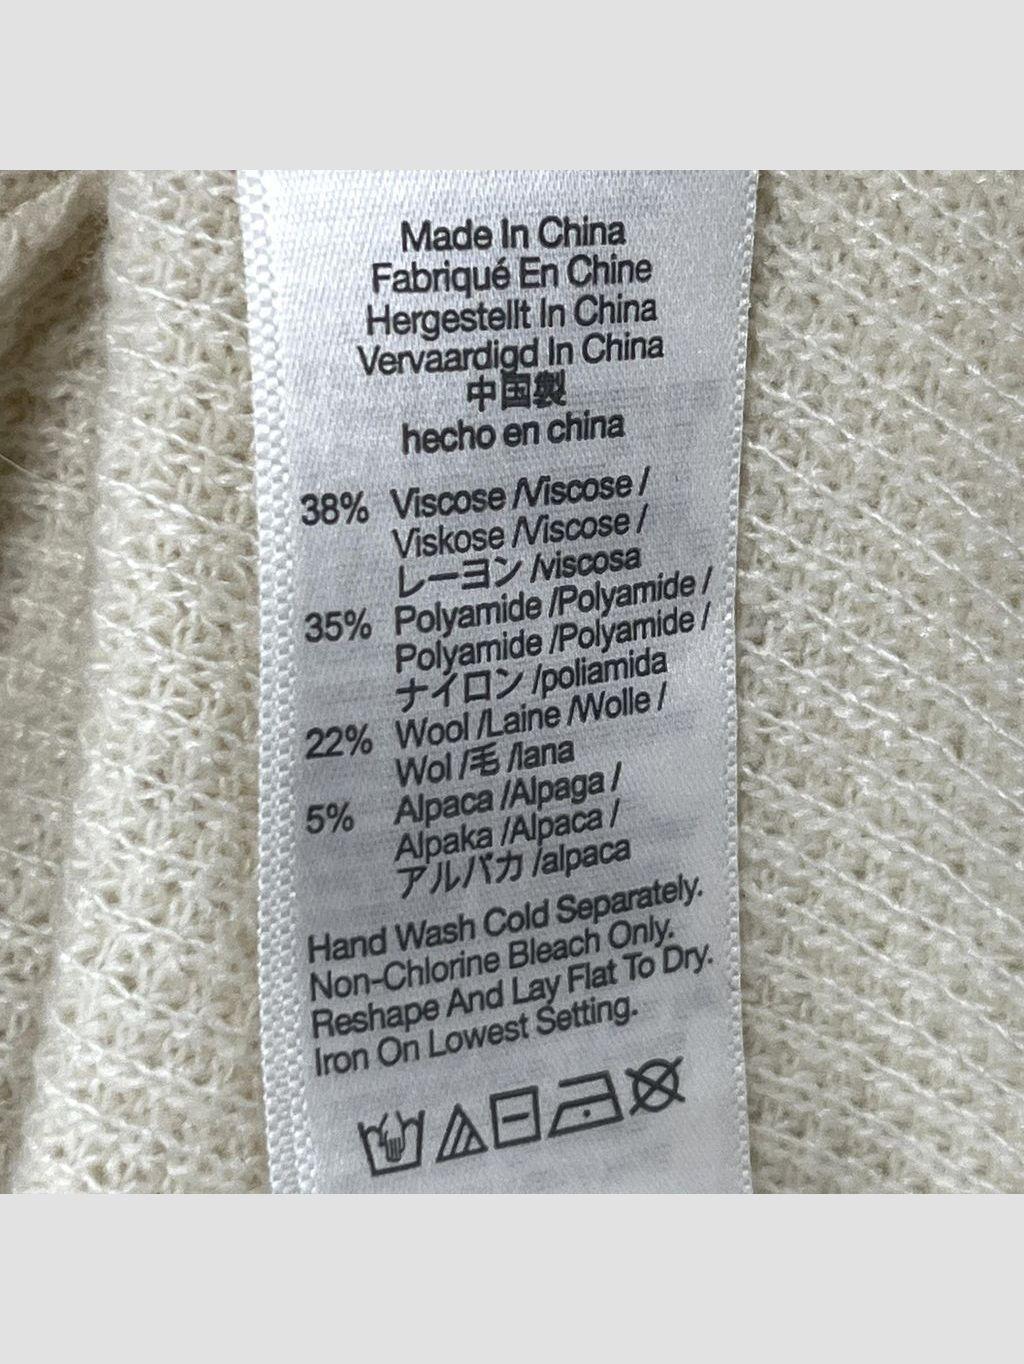 Made In China
Fabriqué En Chine
Hergestellt In China
Vervaardigd In China
中国製
hecho en china
38% Viscose /Viscose /
Viskose /Viscose /
レーヨン /viscosa
35% Polyamide /Polyamide /
Polyamide /Polyamide /
ナイロン /poliamida
22% Wool /Laine /Wolle /
Wol /毛 /lana
5% Alpaca /Alpaga /
Alpaka /Alpaca /
アルパカ /alpaca
Hand Wash Cold Separately.
Non-Chlorine Bleach Only.
Reshape And Lay Flat To Dry.
Iron On Lowest Setting.